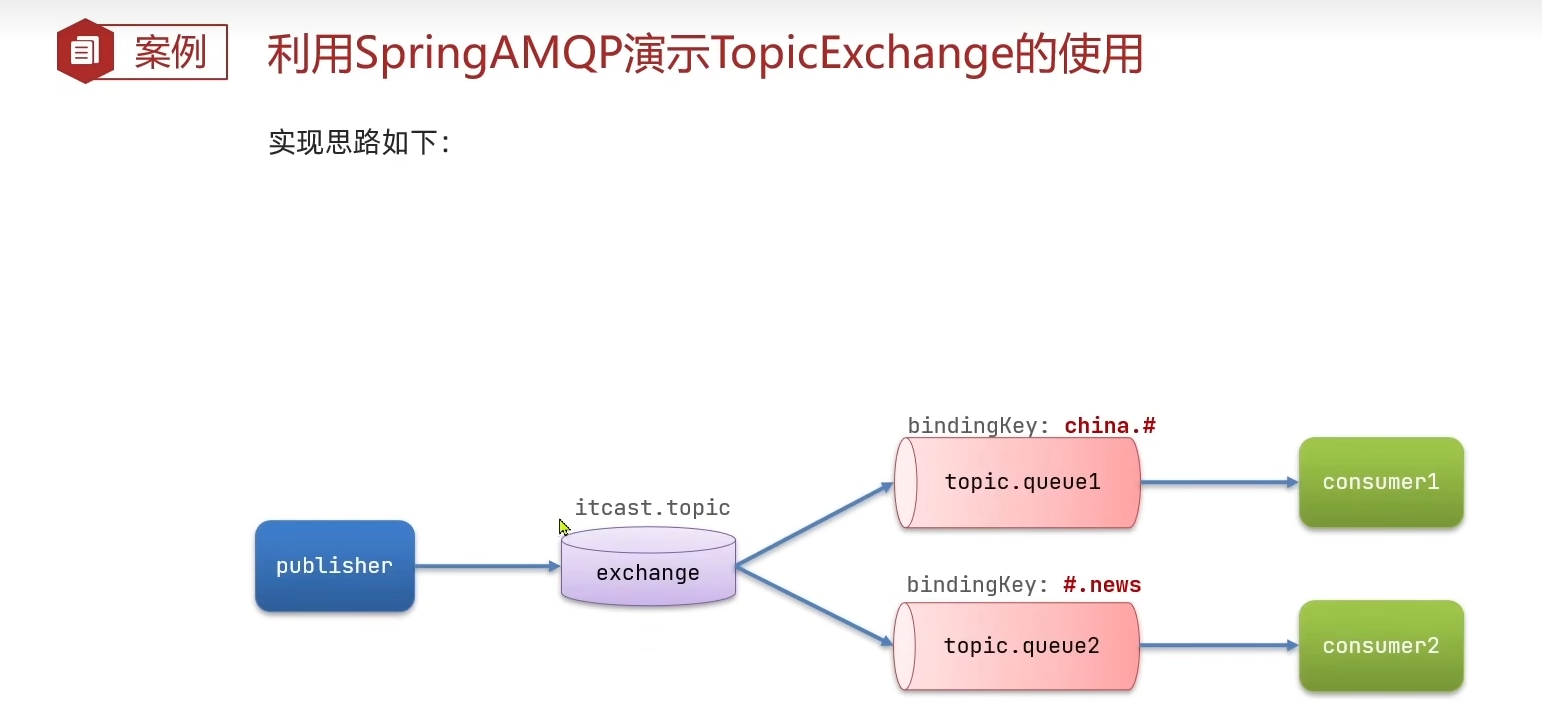 案例
利用SpringAMQP演示TopicExchange的使用
实现思路如下：
bindingKey: china.#
topic.queue1
consumer1
itcast.topic
publisher
exchange
bindingKey: #.news
topic.queue2
consumer2